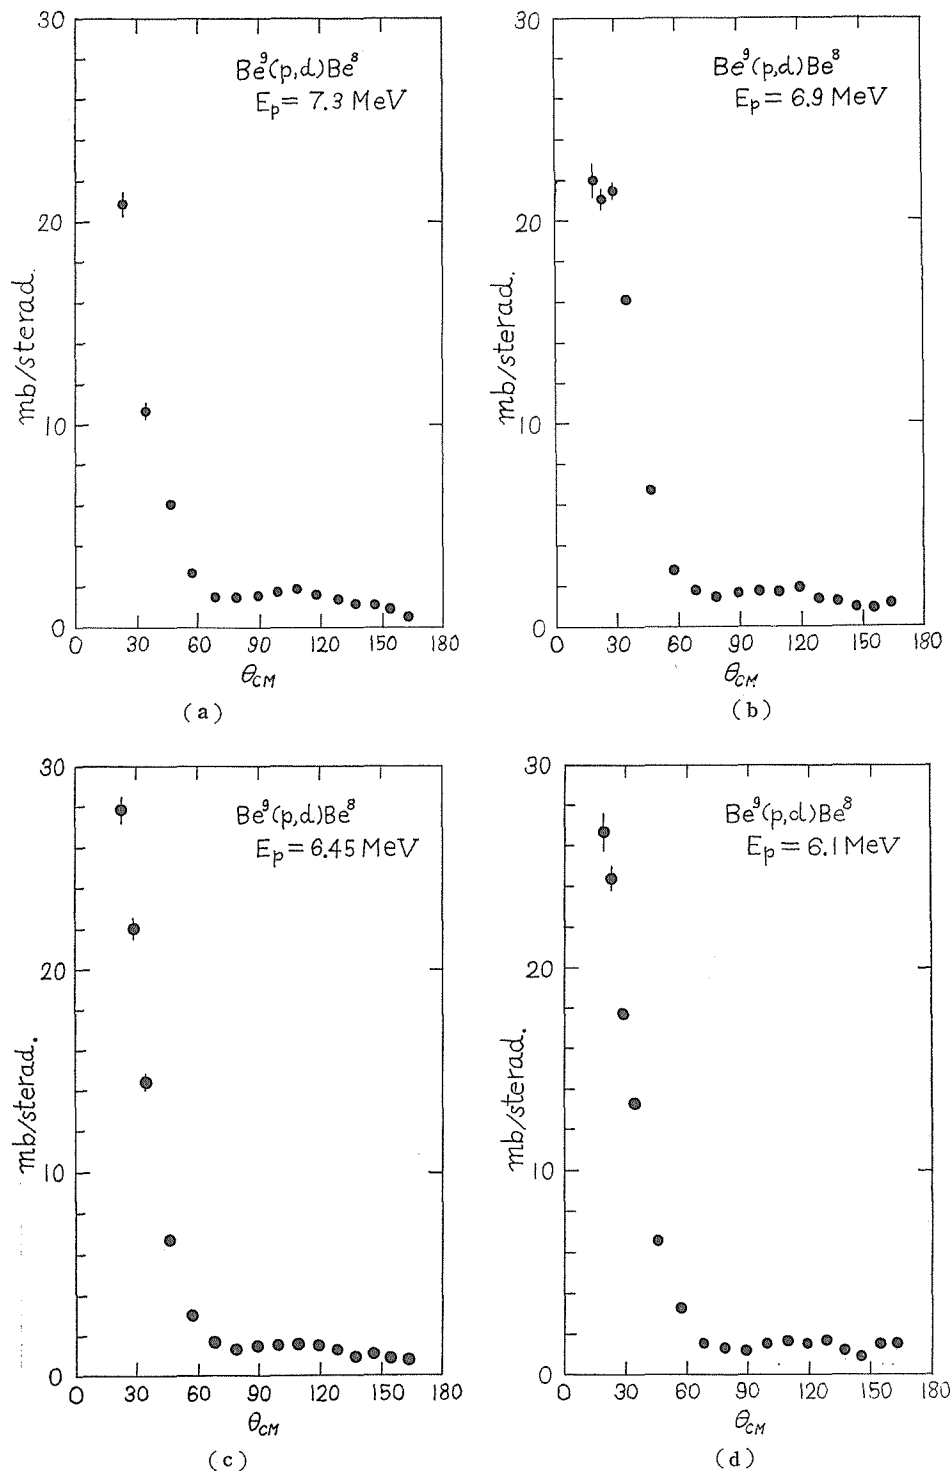 30
Be⁹(p,d)Be⁸
Eₚ= 7.3 MeV
20
mb/sterad.
10
0
0 30 60 90 120 150 180
θCM
(a)
30
Be⁹(p,d)Be⁸
Eₚ= 6.9 MeV
20
mb/sterad.
10
0
0 30 60 90 120 150 180
θCM
(b)
30
Be⁹(p,d)Be⁸
Eₚ=6.45 MeV
20
mb/sterad.
10
0
0 30 60 90 120 150 180
θCM
(c)
30
Be⁹(p,d)Be⁸
Eₚ=6.1 MeV
20
mb/sterad.
10
0
0 30 60 90 120 150 180
θCM
(d)